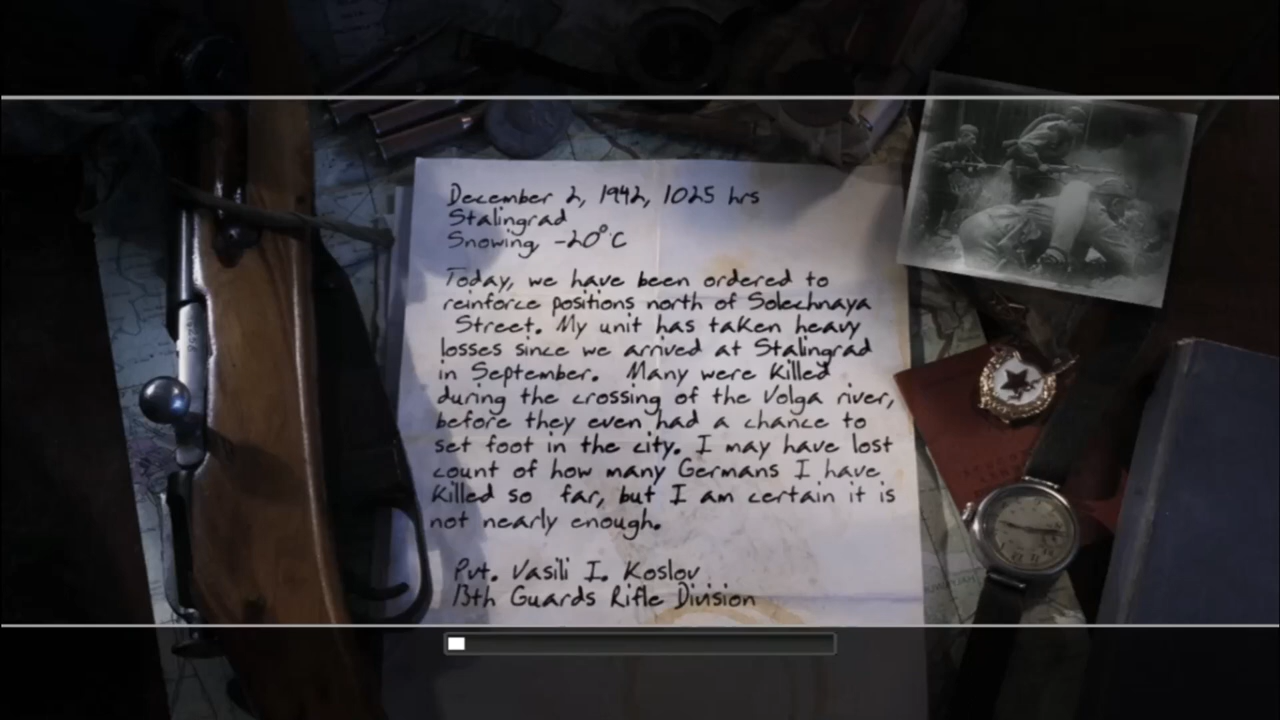 December 2, 1942, 1025 hrs
Stalingrad
Snowing -20°C
Today, we have been ordered to
reinforce positions north of Solechnaya
Street. My unit has taken heavy
losses since we arrived at Stalingrad
in September. Many were killed
during the crossing of the Volga river,
before they even had a chance to
set foot in the city. I may have lost
count of how many Germans I have
killed so far, but I am certain it is
not nearly enough.
Pvt. Vasili I. Koslov
13th Guards Rifle Division